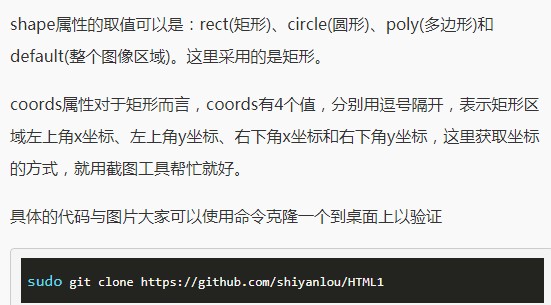 shape属性的取值可以是：rect(矩形)、circle(圆形)、poly(多边形)和
default(整个图像区域)。这里采用的是矩形。
coords属性对于矩形而言，coords有4个值，分别用逗号隔开，表示矩形区
域左上角x坐标、左上角y坐标、右下角x坐标和右下角y坐标，这里获取坐标
的方式，就用截图工具帮忙就好。
具体的代码与图片大家可以使用命令克隆一个到桌面上以验证
sudo git clone https://github.com/shiyanlou/HTML1